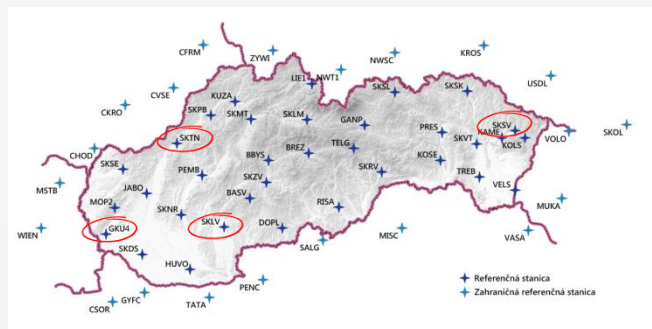 CFRM
ZYWI
NWSC
KROS
LIE1
NWT1
USDL
CVSE
KUZA
SKSL
SKSK
CKRO
SKPB
SKMT
SKLM
GANP
SKSV
SKTN
PRES
KAME
VOLO
SKOL
CHOD
BREZ
TELG
SKVT
KOLS
SKSE
BBYS
KOSE
PEMB
SKRV
TREB
MSTB
JABO
SKZV
VELS
BASV
MOP2
SKNR
SKLV
RISA
MUKA
WIEN
GKU4
DOPL
MISC
VASA
SALG
SKDS
HUVO
PENC
Referenčná stanica
CSOR
GYFC
TATA
Zahraničná referenčná stanica